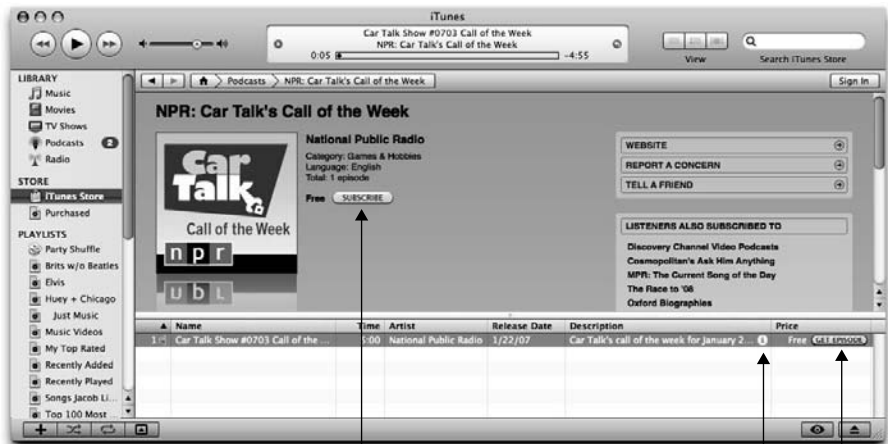 iTunes
Car Talk Show #0703 Call of the Week
NPR: Car Talk's Call of the Week
0:05
-4:55
View
Search iTunes Store
LIBRARY
Music
Movies
TV Shows
Podcasts 2
Radio
STORE
iTunes Store
Purchased
PLAYLISTS
Party Shuffle
Brits w/o Beatles
Elvis
Huey + Chicago
Just Music
Music Videos
My Top Rated
Recently Added
Recently Played
Songs Jacob Li...
Top 100 Most
Podcasts
NPR: Car Talk's Call of the Week
Sign In
NPR: Car Talk's Call of the Week
Car Talk
Call of the Week
npr
National Public Radio
Category: Games & Hobbies
Language: English
Total: 1 episode
Free SUBSCRIBE
WEBSITE
REPORT A CONCERN
TELL A FRIEND
LISTENERS ALSO SUBSCRIBED TO
Discovery Channel Video Podcasts
Cosmopolitan's Ask Him Anything
MPR: The Current Song of the Day
The Race to '08
Oxford Biographies
Name Time Artist Release Date Description Price
1 Car Talk Show #0703 Call of the ... 5:00 National Public Radio 1/22/07 Car Talk's call of the week for January 2... Free GET EPISODE